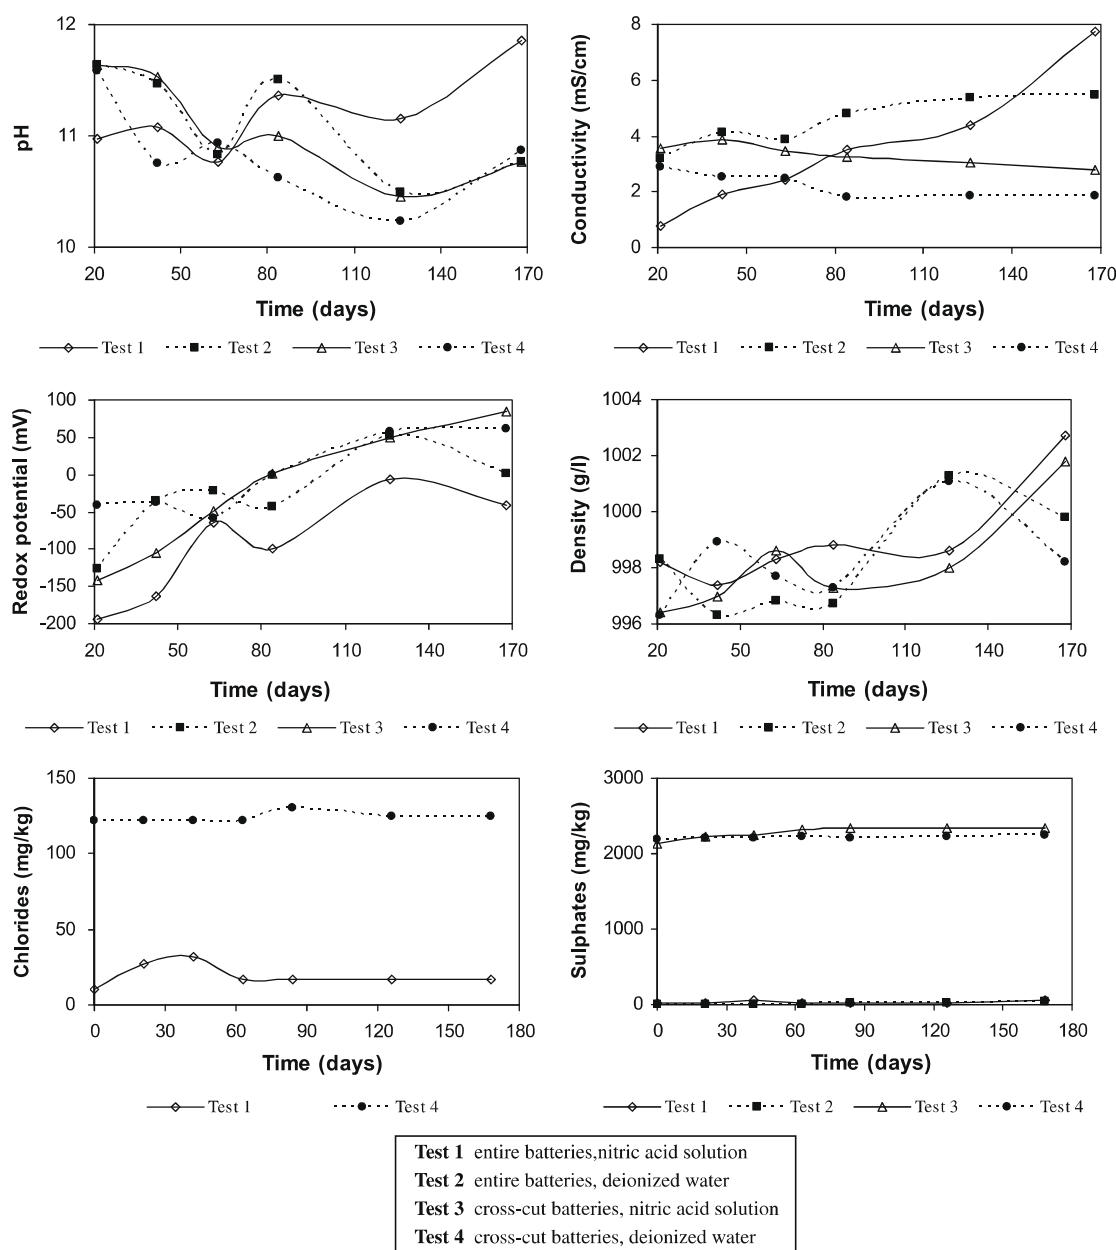 12
11
10
pH
20 50 80 110 140 170
Time (days)
Test 1 Test 2 Test 3 Test 4
8
6
4
2
0
Conductivity (mS/cm)
20 50 80 110 140 170
Time (days)
Test 1 Test 2 Test 3 Test 4
100
50
0
-50
-100
-150
-200
Redox potential (mV)
20 50 80 110 140 170
Time (days)
Test 1 Test 2 Test 3 Test 4
1004
1002
1000
998
996
Density (g/l)
20 50 80 110 140 170
Time (days)
Test 1 Test 2 Test 3 Test 4
150
100
50
0
Chlorides (mg/kg)
0 30 60 90 120 150 180
Time (days)
Test 1 Test 4
3000
2000
1000
0
Sulphates (mg/kg)
0 30 60 90 120 150 180
Time (days)
Test 1 Test 2 Test 3 Test 4
Test 1 entire batteries,nitric acid solution
Test 2 entire batteries, deionized water
Test 3 cross-cut batteries, nitric acid solution
Test 4 cross-cut batteries, deionized water